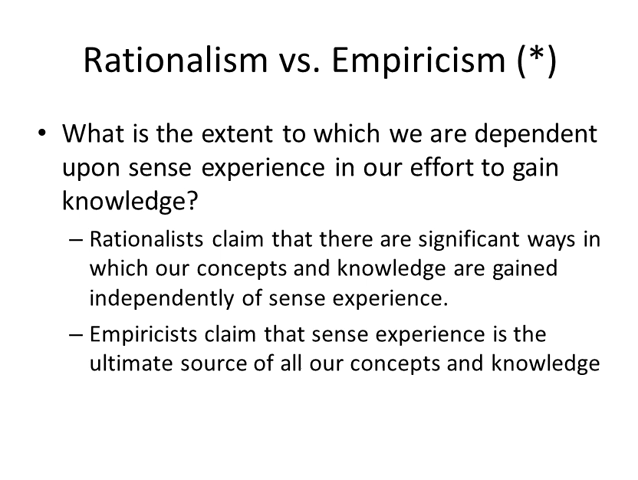 Rationalism vs. Empiricism (*)
• What is the extent to which we are dependent
upon sense experience in our effort to gain
knowledge?
– Rationalists claim that there are significant ways in
which our concepts and knowledge are gained
independently of sense experience.
– Empiricists claim that sense experience is the
ultimate source of all our concepts and knowledge